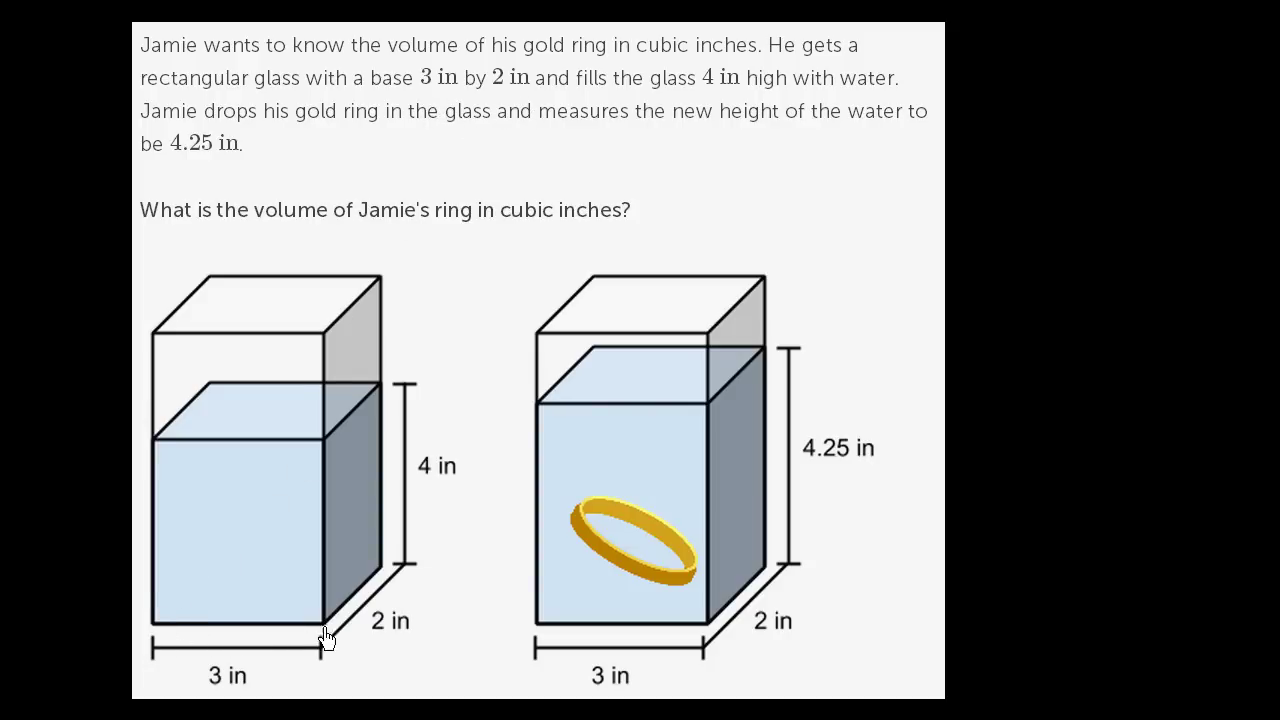 Jamie wants to know the volume of his gold ring in cubic inches. He gets a
rectangular glass with a base 3 in by 2 in and fills the glass 4 in high with water.
Jamie drops his gold ring in the glass and measures the new height of the water to
be 4.25 in.
What is the volume of Jamie's ring in cubic inches?
4 in
2 in
3 in
4.25 in
2 in
3 in